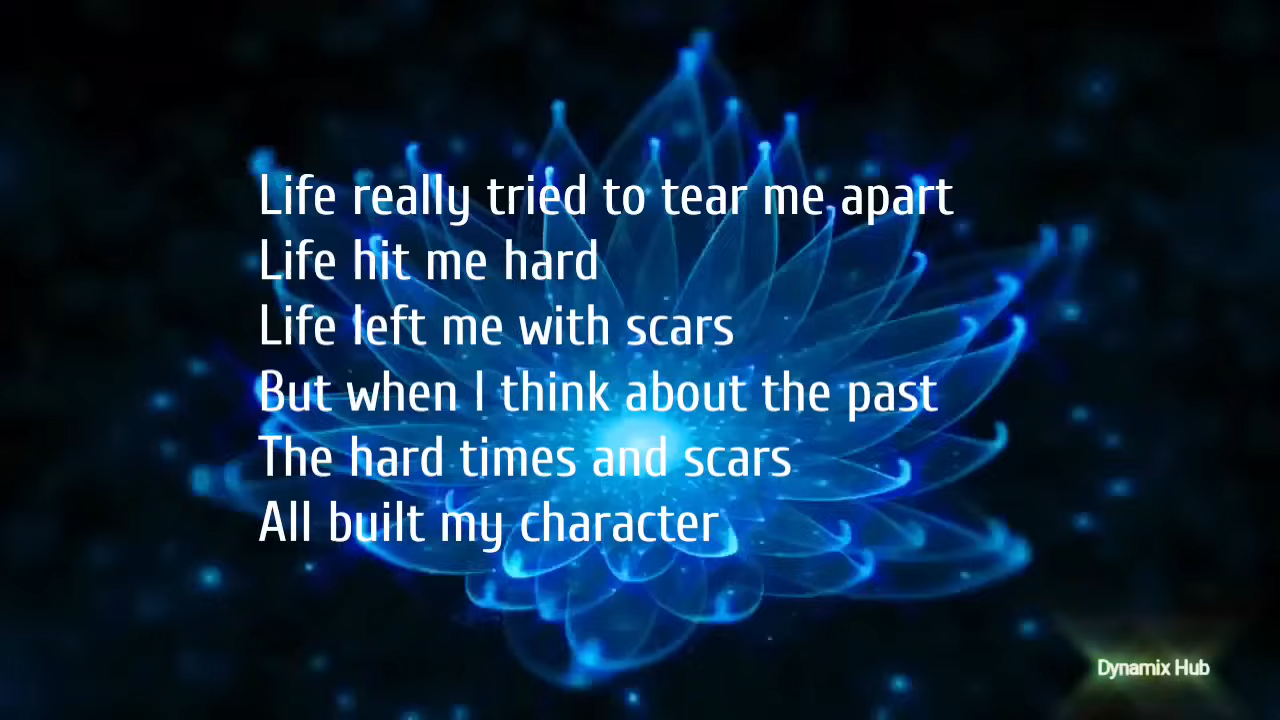 Life really tried to tear me apart
Life hit me hard
Life left me with scars
But when I think about the past
The hard times and scars
All built my character
Dynamix Hub